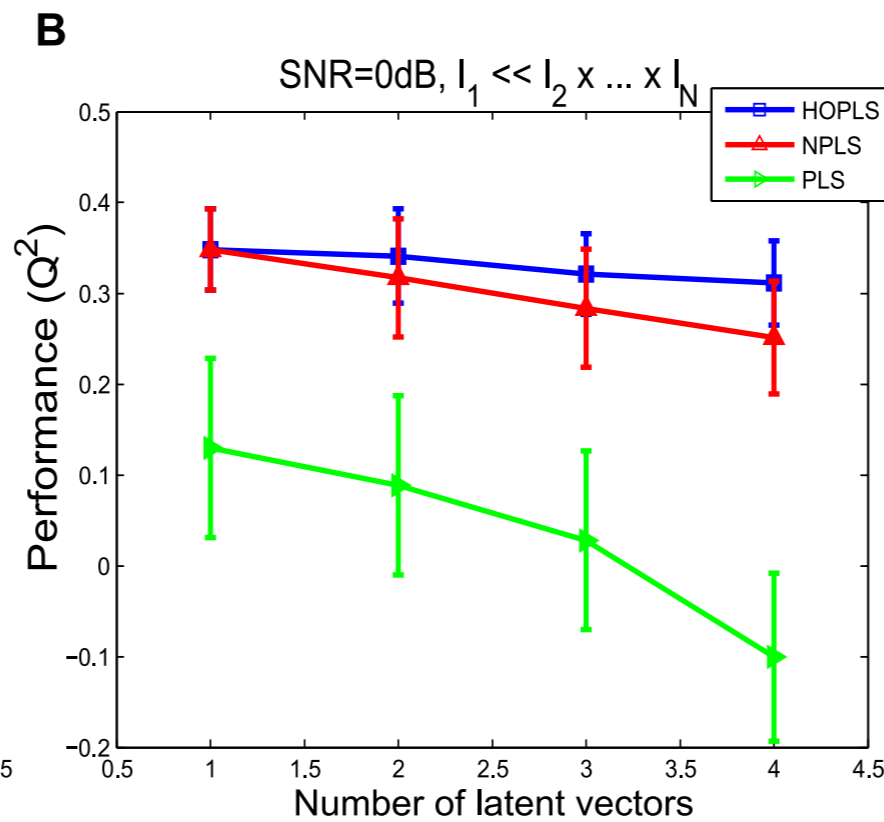 B
SNR=0dB, I₁ << I₂ x ... x I_N
HOPLS
NPLS
PLS
Performance (Q²)
0.5
0.4
0.3
0.2
0.1
0
−0.1
−0.2
5
0.5 1 1.5 2 2.5 3 3.5 4 4.5
Number of latent vectors